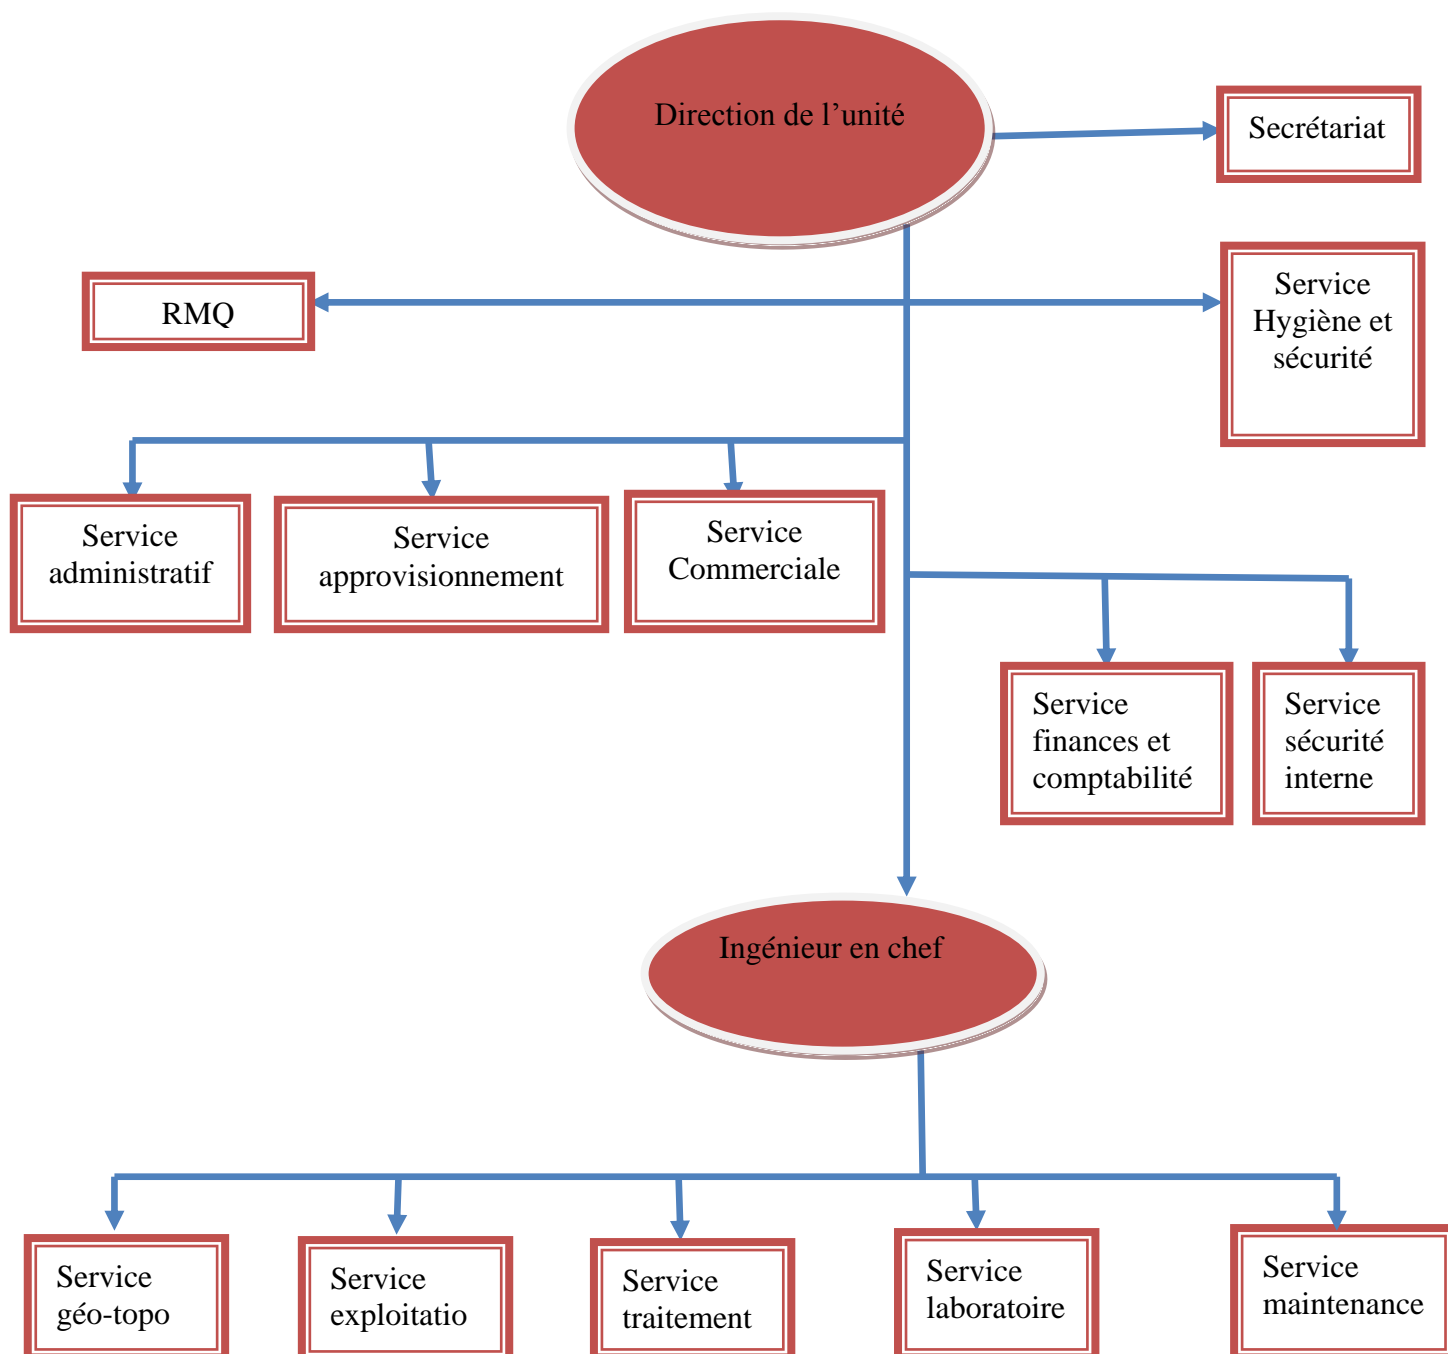 Direction de l’unité
Secrétariat
RMQ
Service
Hygiène et
sécurité
Service
administratif
Service
approvisionnement
Service
Commerciale
Service
finances et
comptabilité
Service
sécurité
interne
Ingénieur en chef
Service
géo-topo
Service
exploitatio
Service
traitement
Service
laboratoire
Service
maintenance